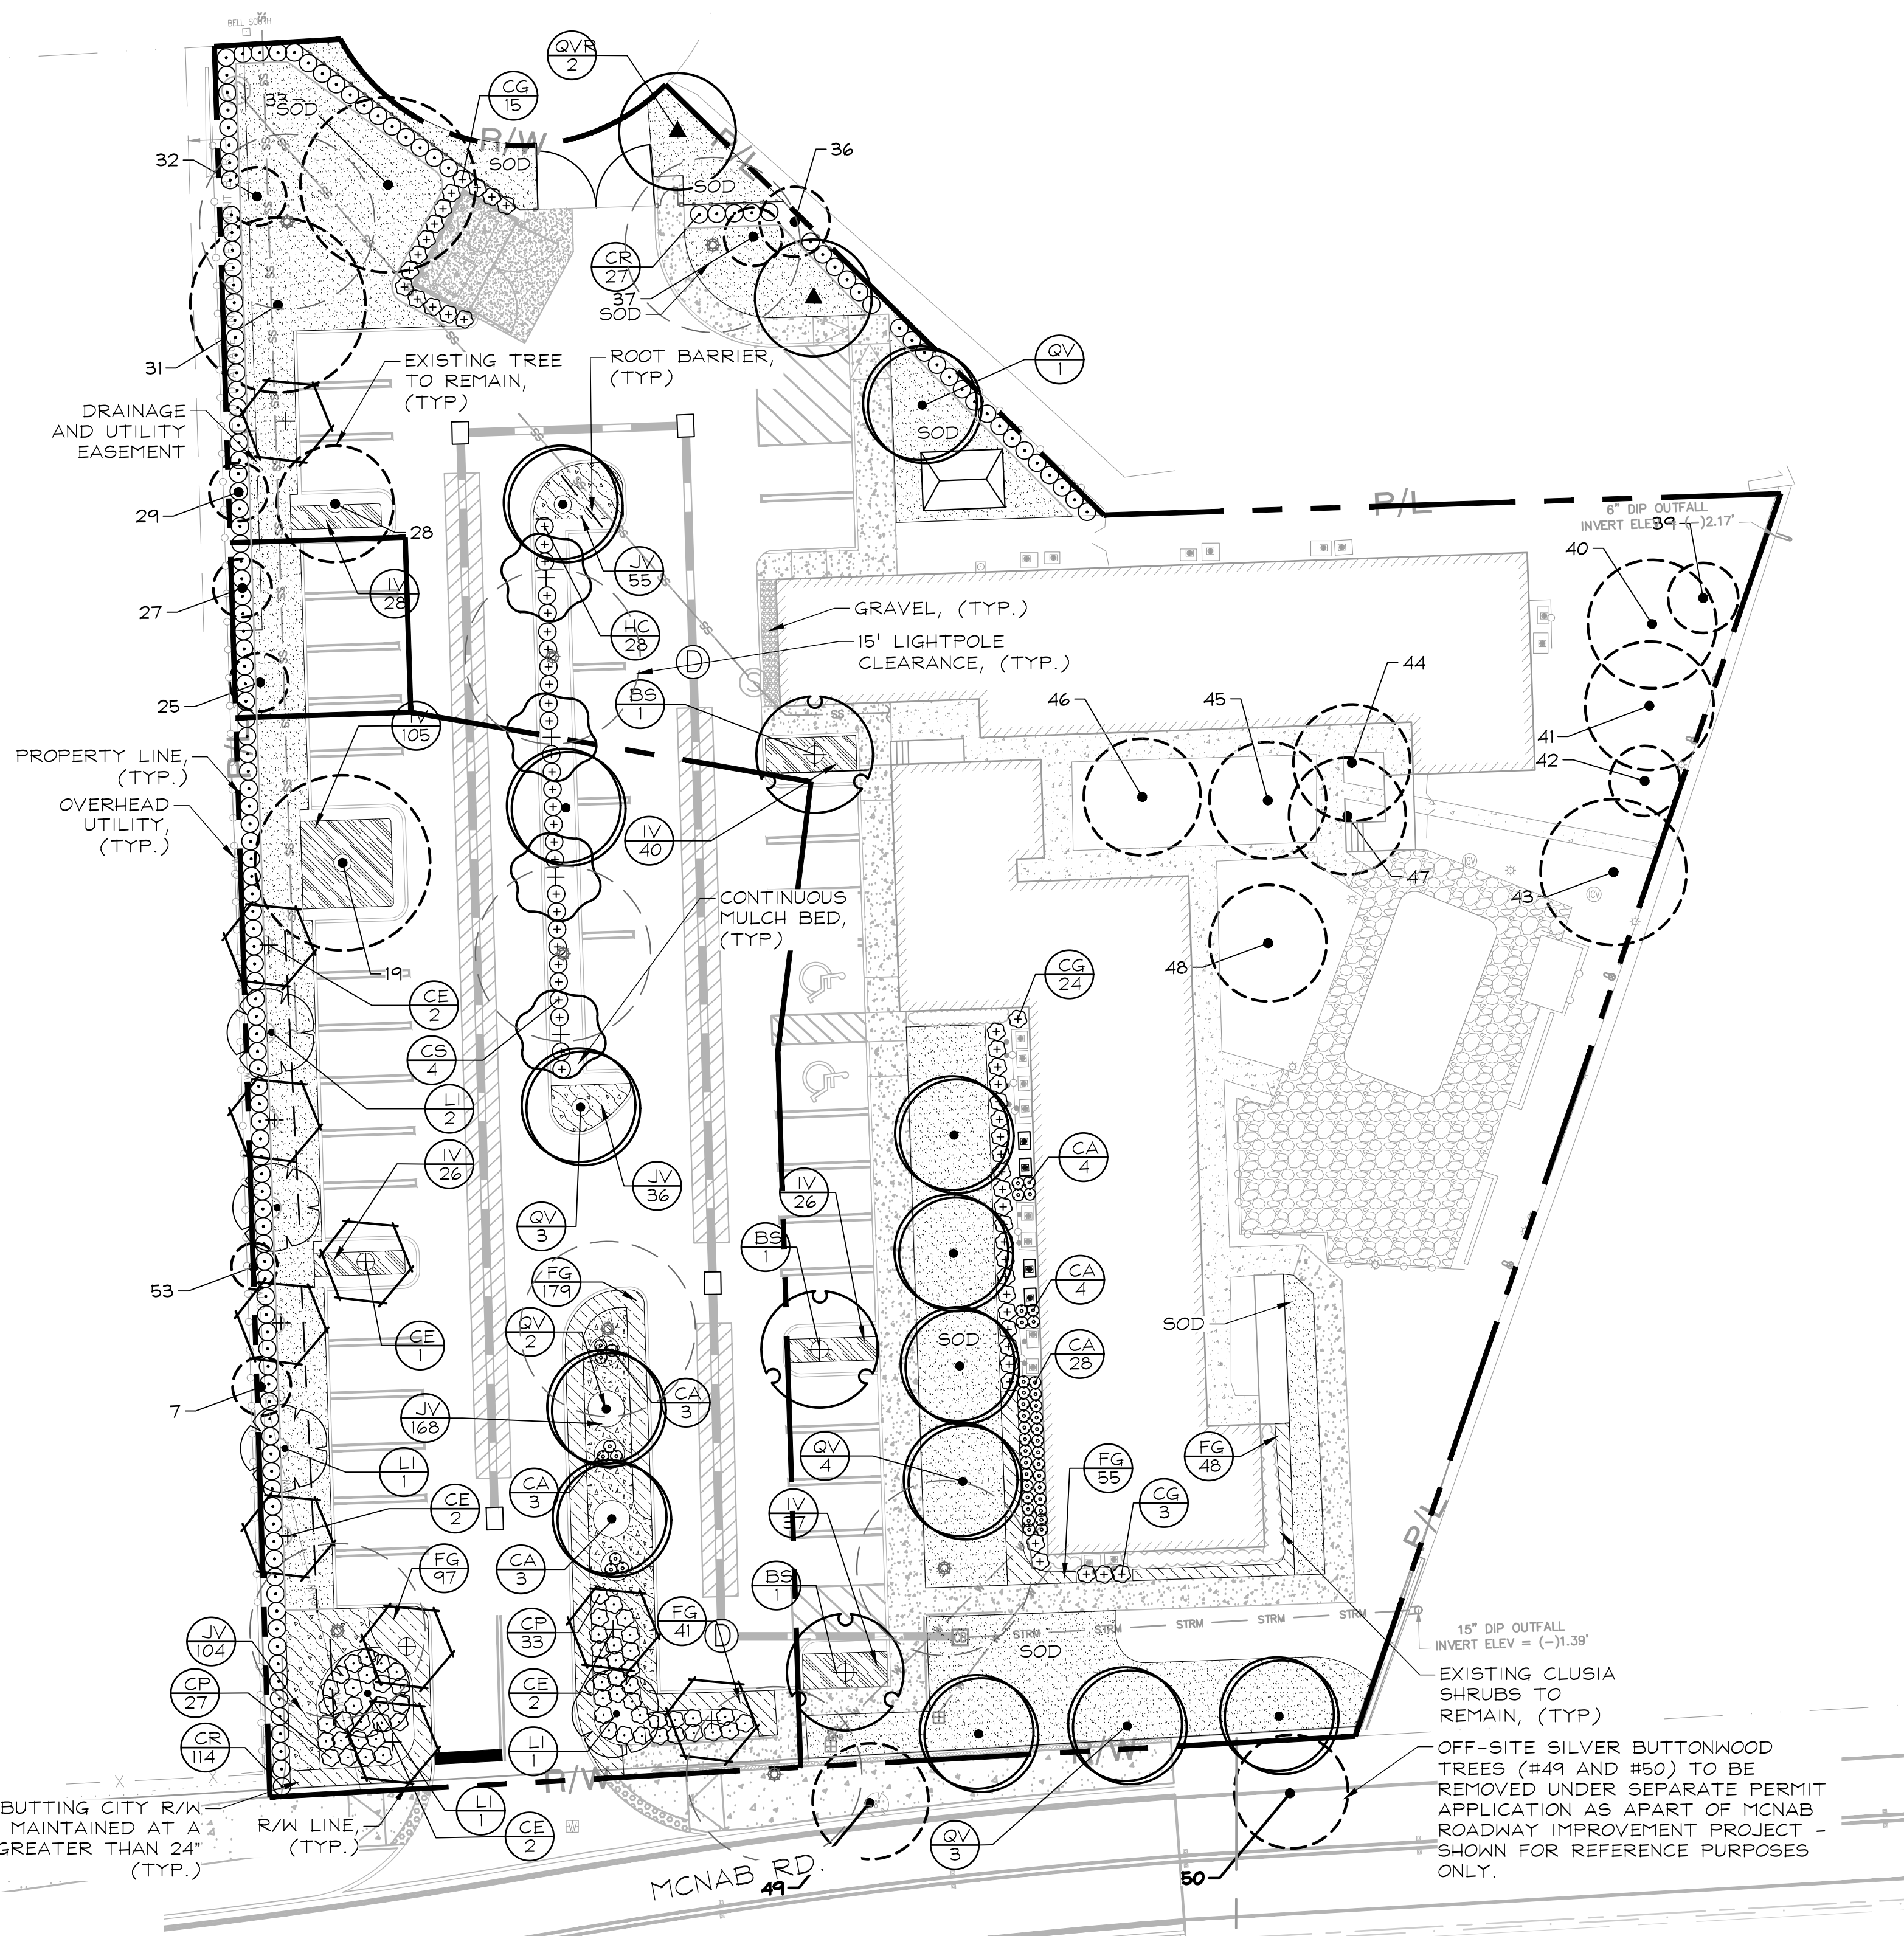 BELL SOUTH
SS
QVR
2
CG
15
33
SOD
R/W
SOD
P/L
SOD
32
36
CR
27
37
SOD
31
EXISTING TREE
TO REMAIN,
(TYP)
ROOT BARRIER,
(TYP)
QV
1
SOD
DRAINAGE
AND UTILITY
EASEMENT
R/L
6" DIP OUTFALL
INVERT ELEV = (-)2.17'
39
40
29
28
IV
28
JV
55
27
HC
28
GRAVEL, (TYP.)
15' LIGHTPOLE
CLEARANCE, (TYP.)
D
44
25
BS
1
46
45
41
IV
105
SS
PROPERTY LINE,
(TYP.)
42
OVERHEAD
UTILITY,
(TYP.)
IV
40
ICV
47
43
ICV
CONTINUOUS
MULCH BED,
(TYP)
48
19
CG
24
CE
2
CS
4
LI
2
IV
26
CA
4
JV
36
IV
26
QV
3
BS
1
53
FG
179
CA
4
QV
2
SOD
SOD
CE
1
CA
28
7
CA
3
JV
168
QV
4
FG
48
LI
1
FG
55
CA
3
CG
3
CE
2
IV
37
P/L
CA
3
FG
97
BS
1
CP
33
FG
41
JV
104
D
CB
STRM
STRM
STRM
STRM
15" DIP OUTFALL
INVERT ELEV = (-)1.39'
SOD
CP
27
CE
2
EXISTING CLUSIA
SHRUBS TO
REMAIN, (TYP)
CR
114
LI
1
R/W
R/W
OFF-SITE SILVER BUTTONWOOD
TREES (#49 AND #50) TO BE
REMOVED UNDER SEPARATE PERMIT
APPLICATION AS APART OF MCNAB
ROADWAY IMPROVEMENT PROJECT -
SHOWN FOR REFERENCE PURPOSES
ONLY.
BUTTING CITY R/W
MAINTAINED AT A
GREATER THAN 24"
(TYP.)
R/W LINE,
(TYP.)
LI
1
CE
2
W
QV
3
MCNAB RD.
49
50